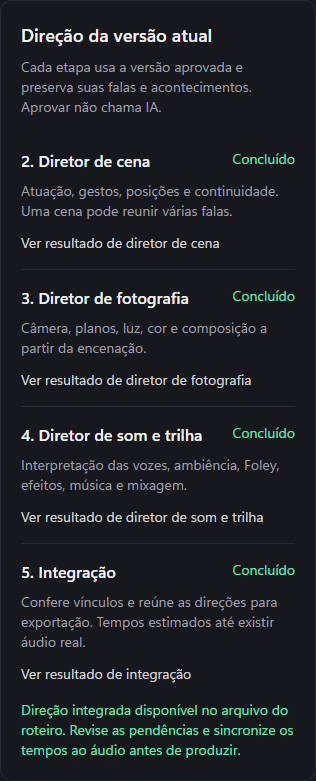 Direção da versão atual
Cada etapa usa a versão aprovada e
preserva suas falas e acontecimentos.
Aprovar não chama IA.
2. Diretor de cena
Concluído
Atuação, gestos, posições e continuidade.
Uma cena pode reunir várias falas.
Ver resultado de diretor de cena
3. Diretor de fotografia
Concluído
Câmera, planos, luz, cor e composição a
partir da encenação.
Ver resultado de diretor de fotografia
4. Diretor de som e trilha
Concluído
Interpretação das vozes, ambiência, Foley,
efeitos, música e mixagem.
Ver resultado de diretor de som e trilha
5. Integração
Concluído
Confere vínculos e reúne as direções para
exportação. Tempos estimados até existir
áudio real.
Ver resultado de integração
Direção integrada disponível no arquivo do
roteiro. Revise as pendências e sincronize os
tempos ao áudio antes de produzir.